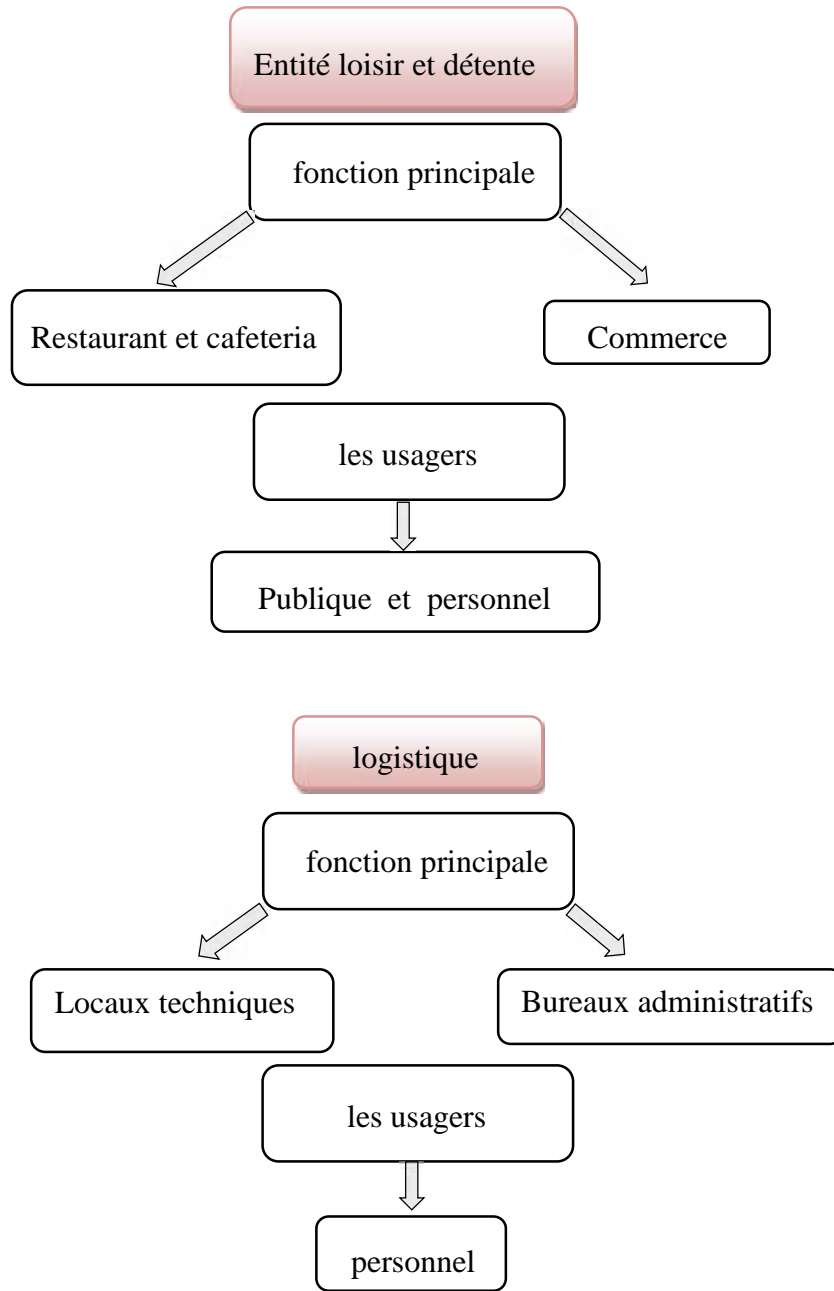 Entité loisir et détente
fonction principale
Restaurant et cafeteria
Commerce
les usagers
Publique et personnel
logistique
fonction principale
Locaux techniques
Bureaux administratifs
les usagers
personnel